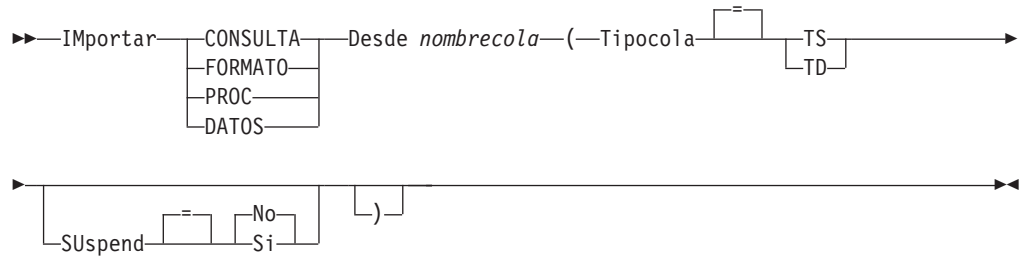 =
IMportar CONSULTA Desde nombrecola ( Tipocola TS
FORMATO TD
PROC
DATOS
= No )
SUspend Si